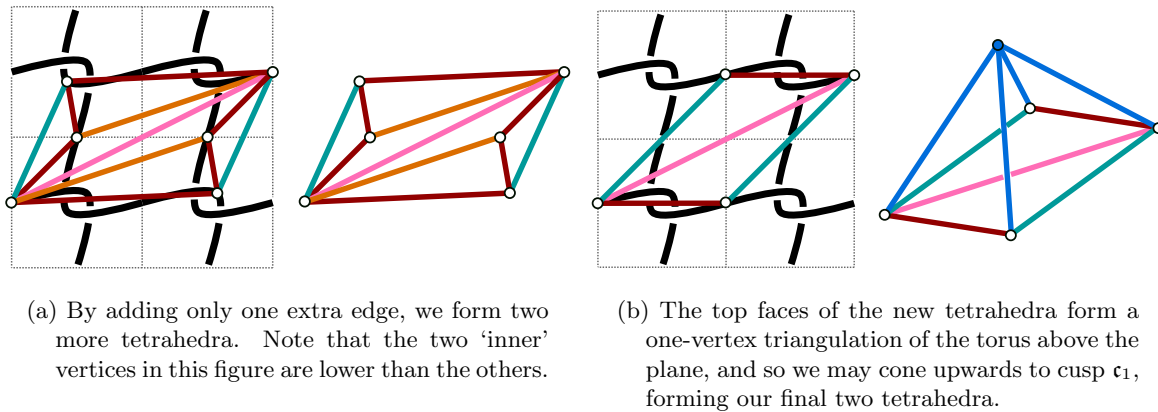 (a) By adding only one extra edge, we form two
more tetrahedra. Note that the two ‘inner’
vertices in this figure are lower than the others.
(b) The top faces of the new tetrahedra form a
one-vertex triangulation of the torus above the
plane, and so we may cone upwards to cusp 𝔠₁,
forming our final two tetrahedra.